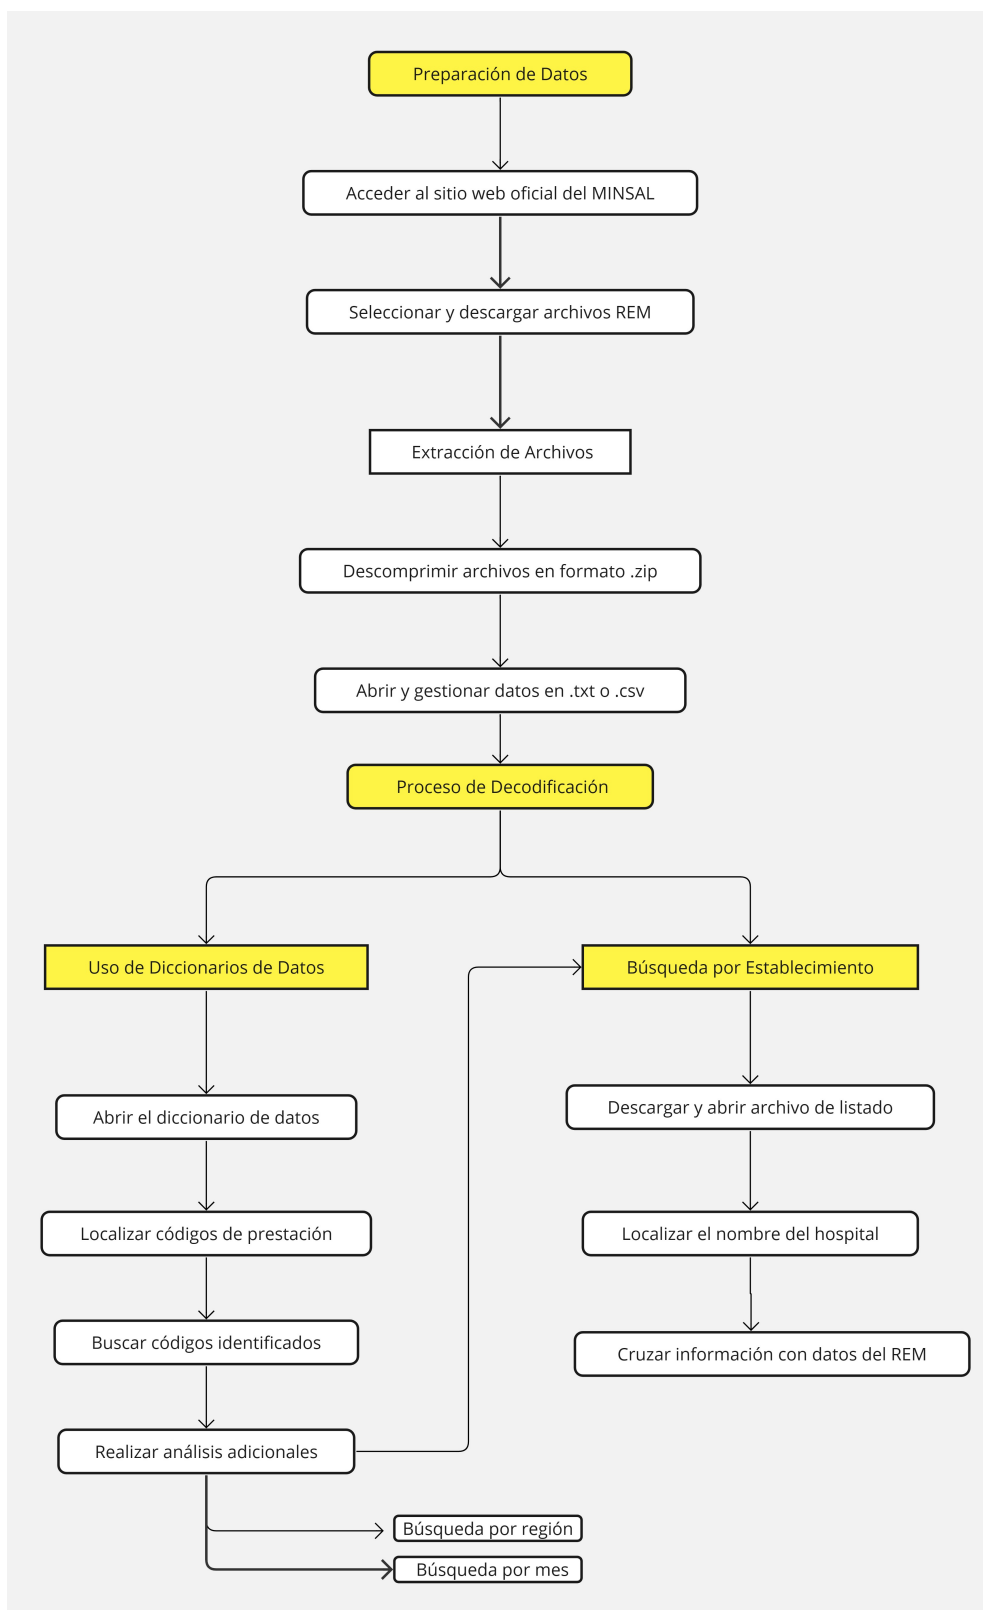 Preparación de Datos
Acceder al sitio web oficial del MINSAL
Seleccionar y descargar archivos REM
Extracción de Archivos
Descomprimir archivos en formato .zip
Abrir y gestionar datos en .txt o .csv
Proceso de Decodificación
Uso de Diccionarios de Datos
Abrir el diccionario de datos
Localizar códigos de prestación
Buscar códigos identificados
Realizar análisis adicionales
Búsqueda por región
Búsqueda por mes
Búsqueda por Establecimiento
Descargar y abrir archivo de listado
Localizar el nombre del hospital
Cruzar información con datos del REM